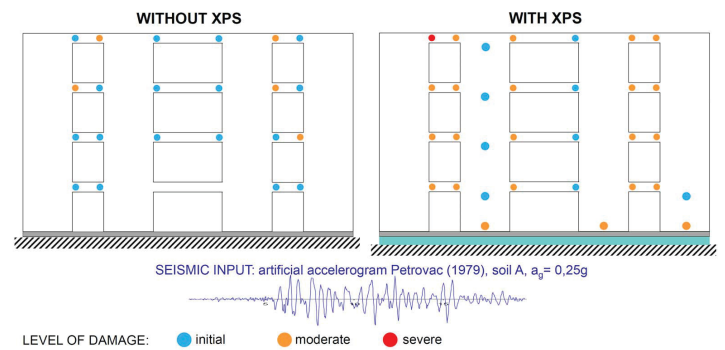 WITHOUT XPS
WITH XPS
SEISMIC INPUT: artificial accelerogram Petrovac (1979), soil A, ag= 0,25g
LEVEL OF DAMAGE: initial moderate severe